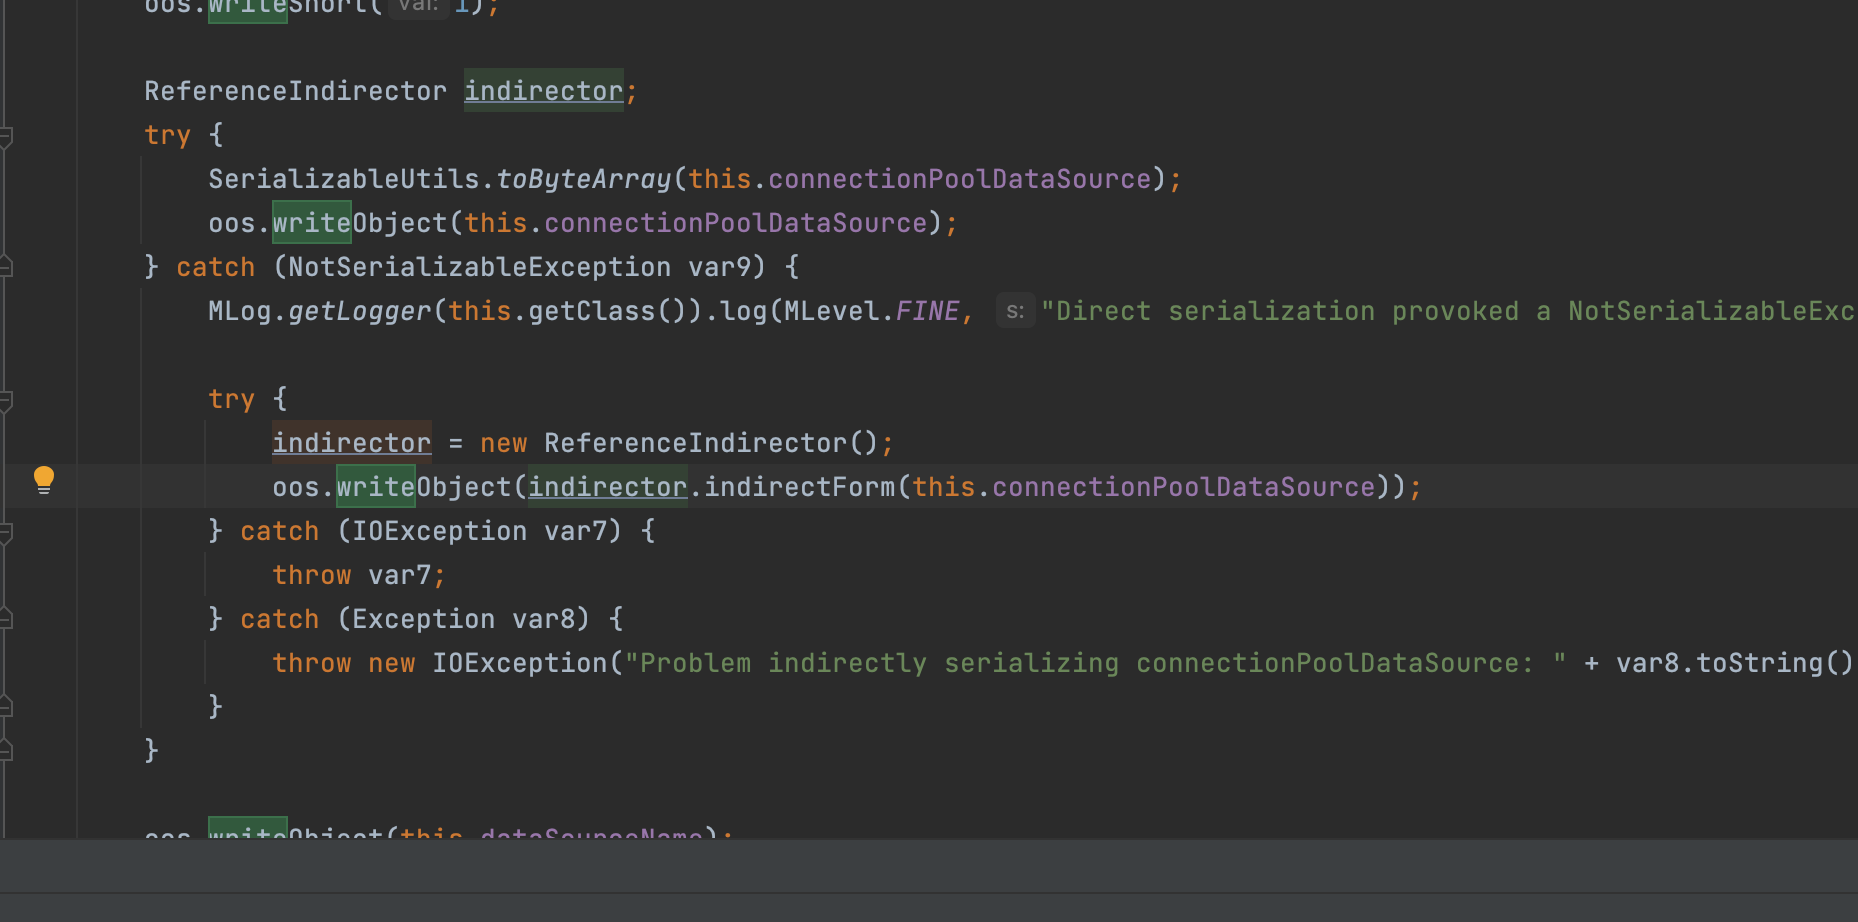 oos.writeShort( val: 1);
ReferenceIndirector indirector;
try {
SerializableUtils.toByteArray(this.connectionPoolDataSource);
oos.writeObject(this.connectionPoolDataSource);
} catch (NotSerializableException var9) {
MLog.getLogger(this.getClass()).log(MLevel.FINE, s: "Direct serialization provoked a NotSerializableExc
try {
indirector = new ReferenceIndirector();
oos.writeObject(indirector.indirectForm(this.connectionPoolDataSource));
} catch (IOException var7) {
throw var7;
} catch (Exception var8) {
throw new IOException("Problem indirectly serializing connectionPoolDataSource: " + var8.toString()
}
}
oos.writeObject(this.dataSourceName);